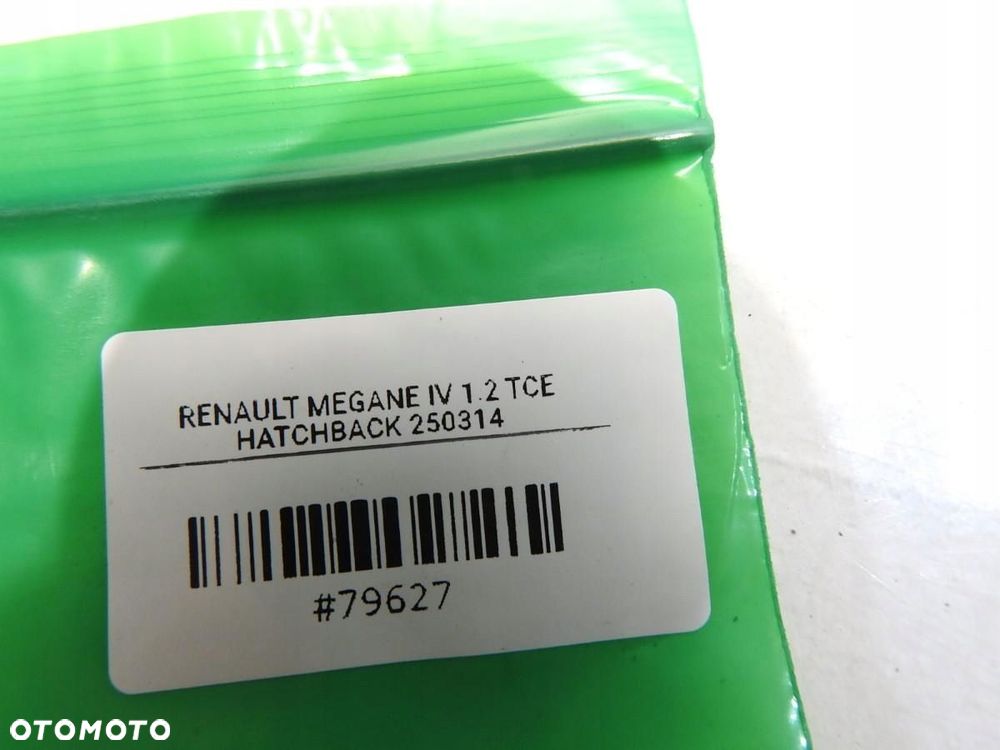 RENAULT MEGANE IV 1.2 TCE
HATCHBACK 250314
#79627
OTOMOTO